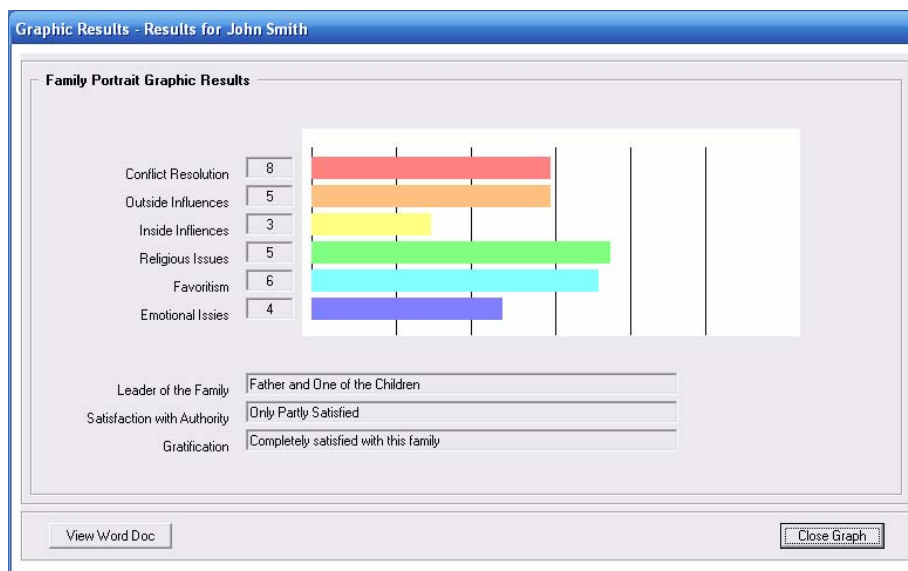 Graphic Results - Results for John Smith
Family Portrait Graphic Results
Conflict Resolution 8
Outside Influences 5
Inside Infliences 3
Religious Issues 5
Favoritism 6
Emotional Issies 4
Leader of the Family Father and One of the Children
Satisfaction with Authority Only Partly Satisfied
Gratification Completely satisfied with this family
View Word Doc Close Graph